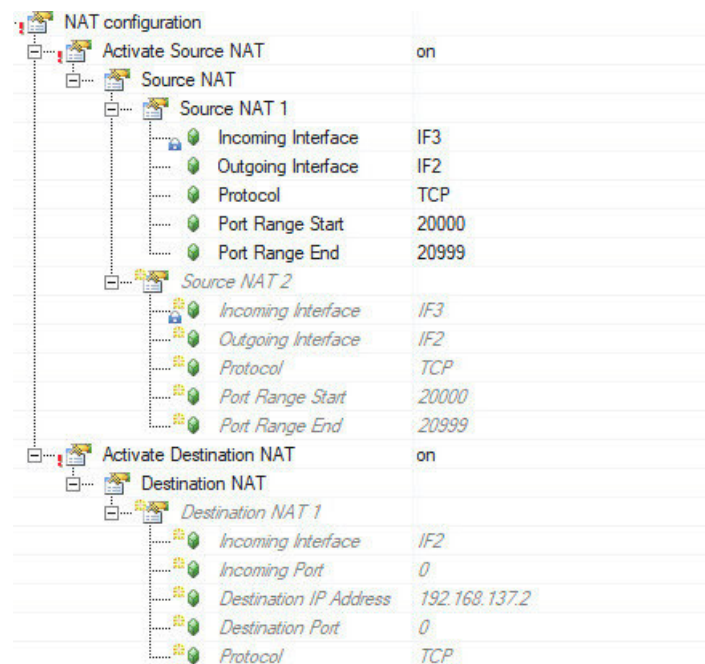 NAT configuration
Activate Source NAT on
Source NAT
Source NAT 1
Incoming Interface IF3
Outgoing Interface IF2
Protocol TCP
Port Range Start 20000
Port Range End 20999
Source NAT 2
Incoming Interface IF3
Outgoing Interface IF2
Protocol TCP
Port Range Start 20000
Port Range End 20999
Activate Destination NAT on
Destination NAT
Destination NAT 1
Incoming Interface IF2
Incoming Port 0
Destination IP Address 192.168.137.2
Destination Port 0
Protocol TCP